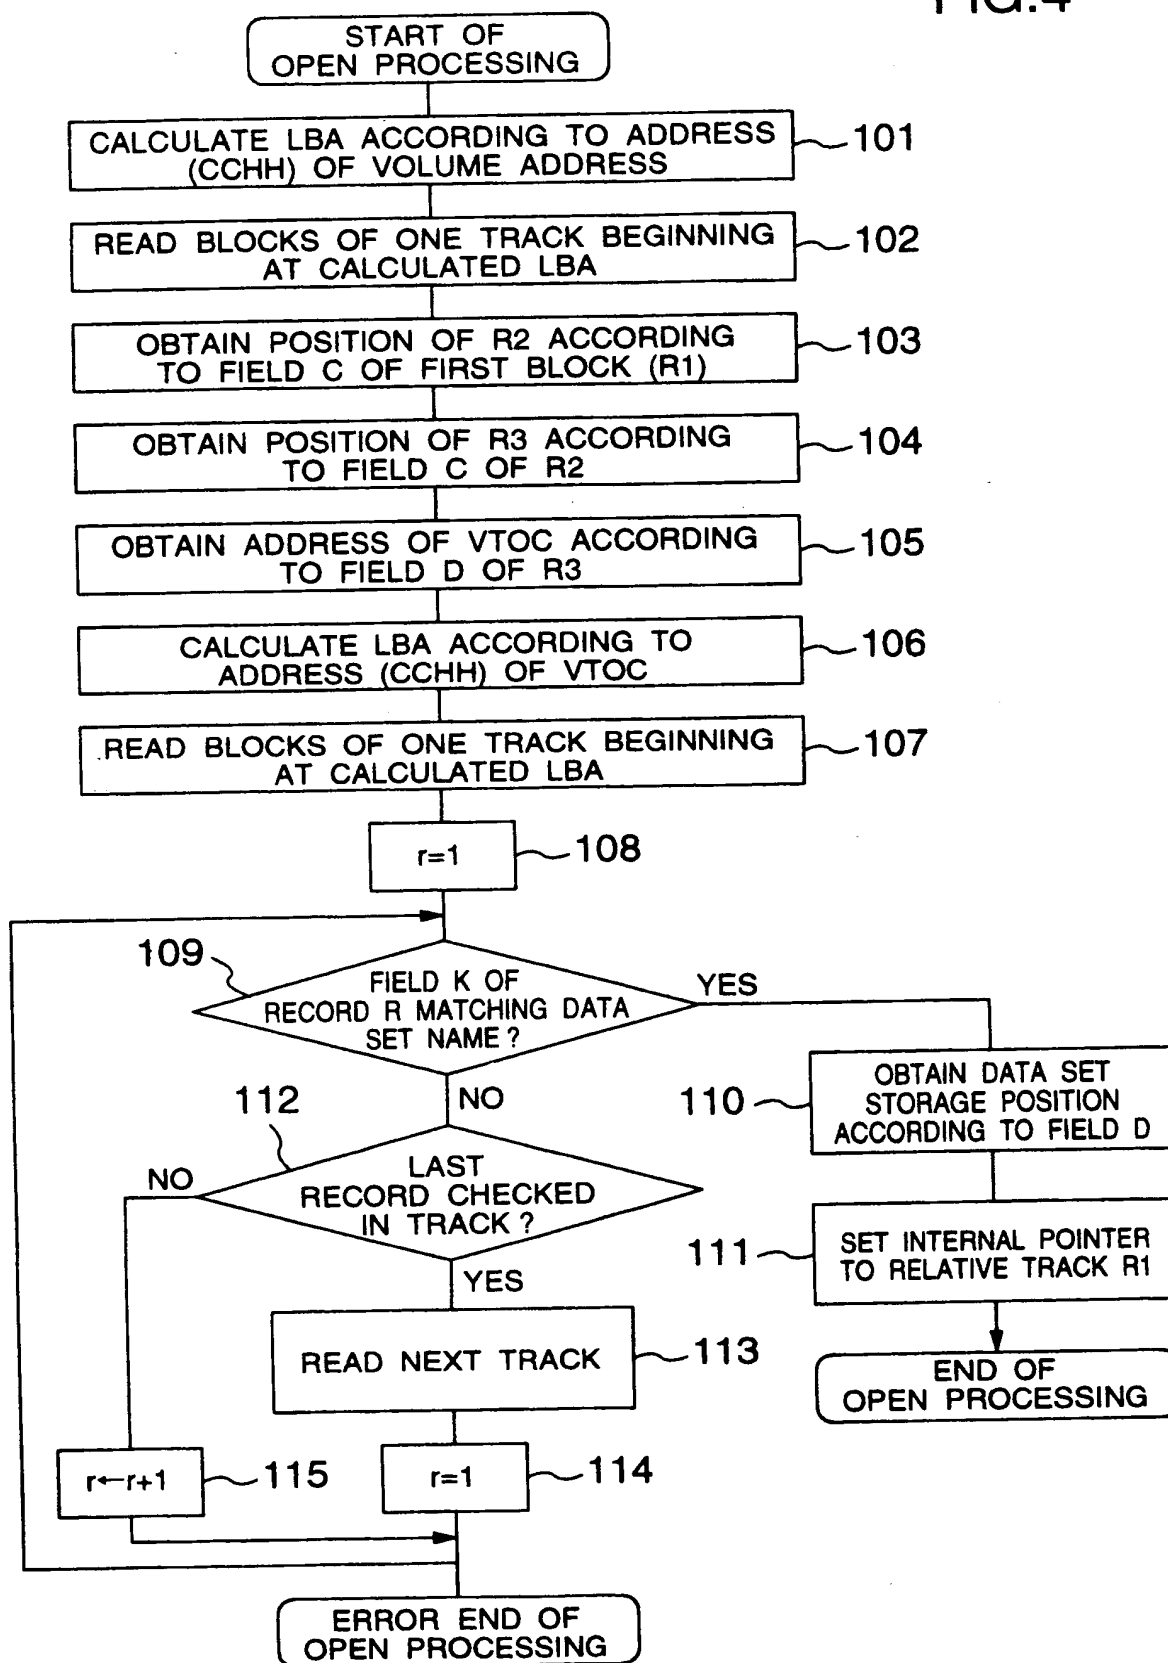 FIG.4
START OF
OPEN PROCESSING
CALCULATE LBA ACCORDING TO ADDRESS
(CCHH) OF VOLUME ADDRESS
101
READ BLOCKS OF ONE TRACK BEGINNING
AT CALCULATED LBA
102
OBTAIN POSITION OF R2 ACCORDING
TO FIELD C OF FIRST BLOCK (R1)
103
OBTAIN POSITION OF R3 ACCORDING
TO FIELD C OF R2
104
OBTAIN ADDRESS OF VTOC ACCORDING
TO FIELD D OF R3
105
CALCULATE LBA ACCORDING TO
ADDRESS (CCHH) OF VTOC
106
READ BLOCKS OF ONE TRACK BEGINNING
AT CALCULATED LBA
107
r=1
108
109
FIELD K OF
RECORD R MATCHING DATA
SET NAME?
YES
NO
110
OBTAIN DATA SET
STORAGE POSITION
ACCORDING TO FIELD D
112
LAST
RECORD CHECKED
IN TRACK?
NO
YES
111
SET INTERNAL POINTER
TO RELATIVE TRACK R1
READ NEXT TRACK
113
END OF
OPEN PROCESSING
r←r+1
115
r=1
114
ERROR END OF
OPEN PROCESSING